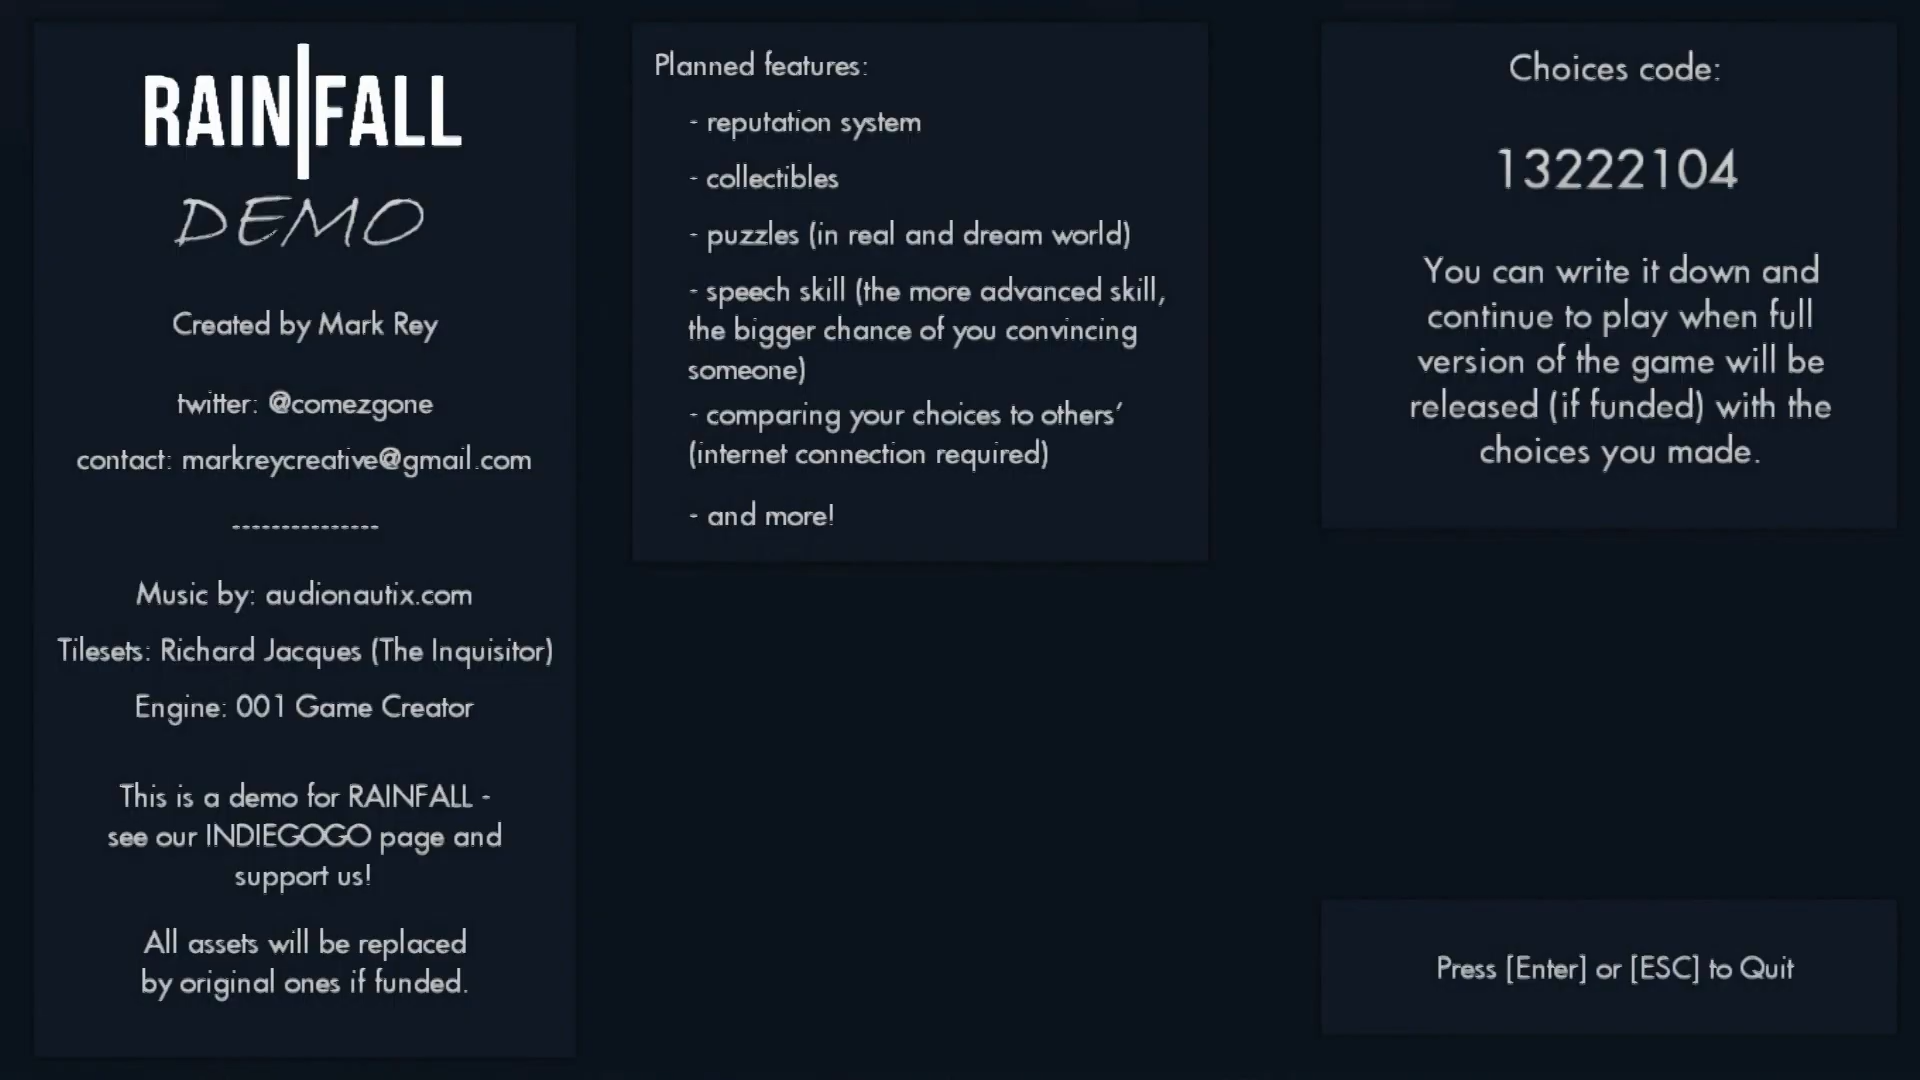 RAIN|FALL
DEMO
Created by Mark Rey
twitter: @comezgone
contact: markreycreative@gmail.com
---------------
Music by: audionautix.com
Tilesets: Richard Jacques (The Inquisitor)
Engine: 001 Game Creator
This is a demo for RAINFALL -
see our INDIEGOGO page and
support us!
All assets will be replaced
by original ones if funded.
Planned features:
- reputation system
- collectibles
- puzzles (in real and dream world)
- speech skill (the more advanced skill,
the bigger chance of you convincing
someone)
- comparing your choices to others’
(internet connection required)
- and more!
Choices code:
13222104
You can write it down and
continue to play when full
version of the game will be
released (if funded) with the
choices you made.
Press [Enter] or [ESC] to Quit